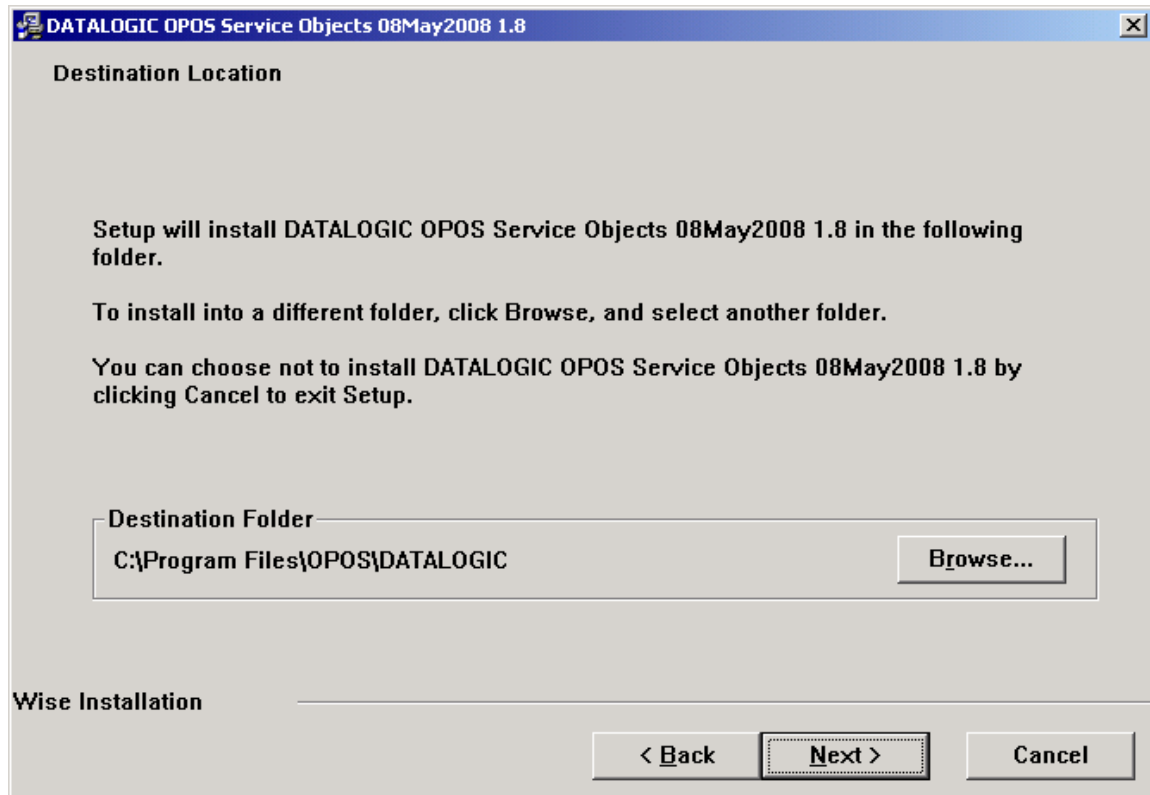 DATALOGIC OPOS Service Objects 08May2008 1.8
Destination Location
Setup will install DATALOGIC OPOS Service Objects 08May2008 1.8 in the following
folder.
To install into a different folder, click Browse, and select another folder.
You can choose not to install DATALOGIC OPOS Service Objects 08May2008 1.8 by
clicking Cancel to exit Setup.
Destination Folder
C:\Program Files\OPOS\DATALOGIC
Browse...
Wise Installation
< Back
Next >
Cancel